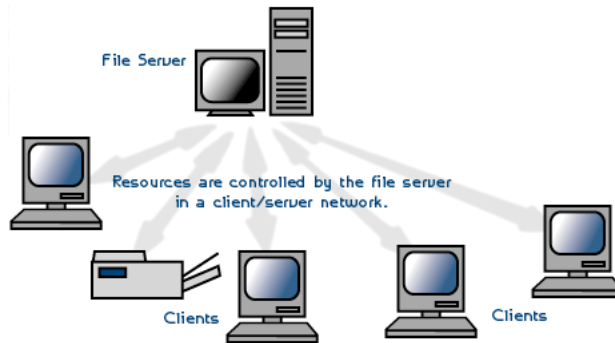 File Server
Resources are controlled by the file server
in a client/server network.
Clients
Clients